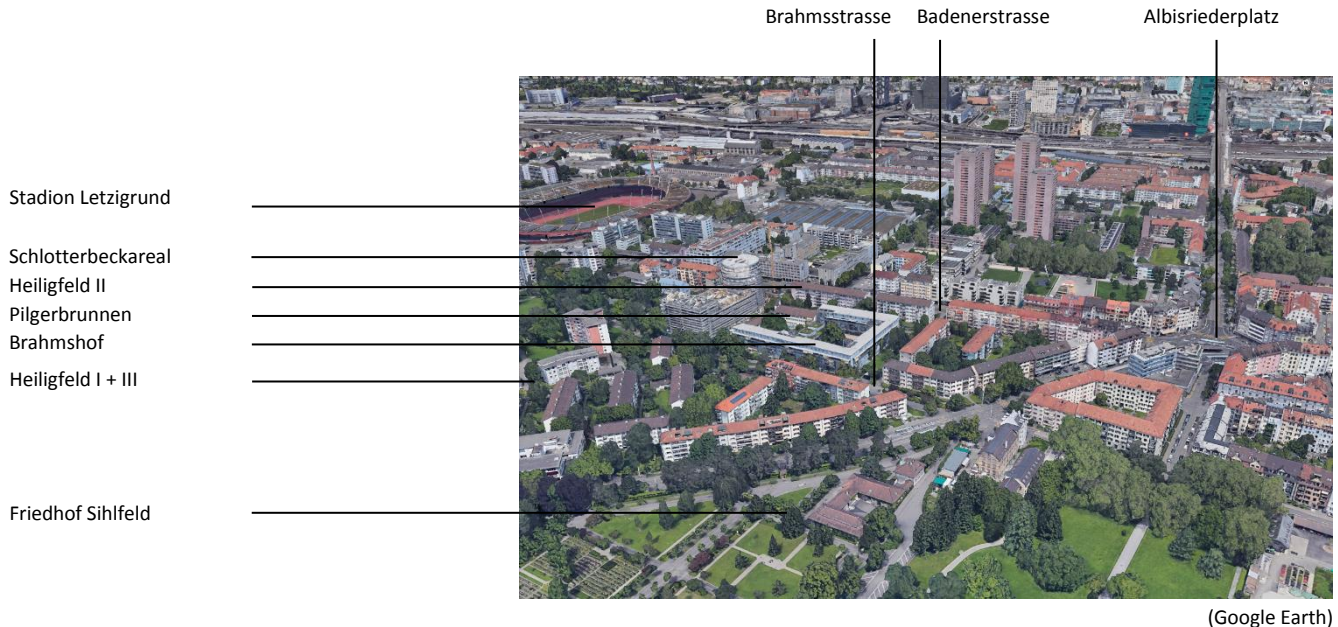 Brahmsstrasse Badenerstrasse Albisriederplatz
Stadion Letzigrund
Schlotterbeckareal
Heiligfeld II
Pilgerbrunnen
Brahmshof
Heiligfeld I + III
Friedhof Sihlfeld
(Google Earth)